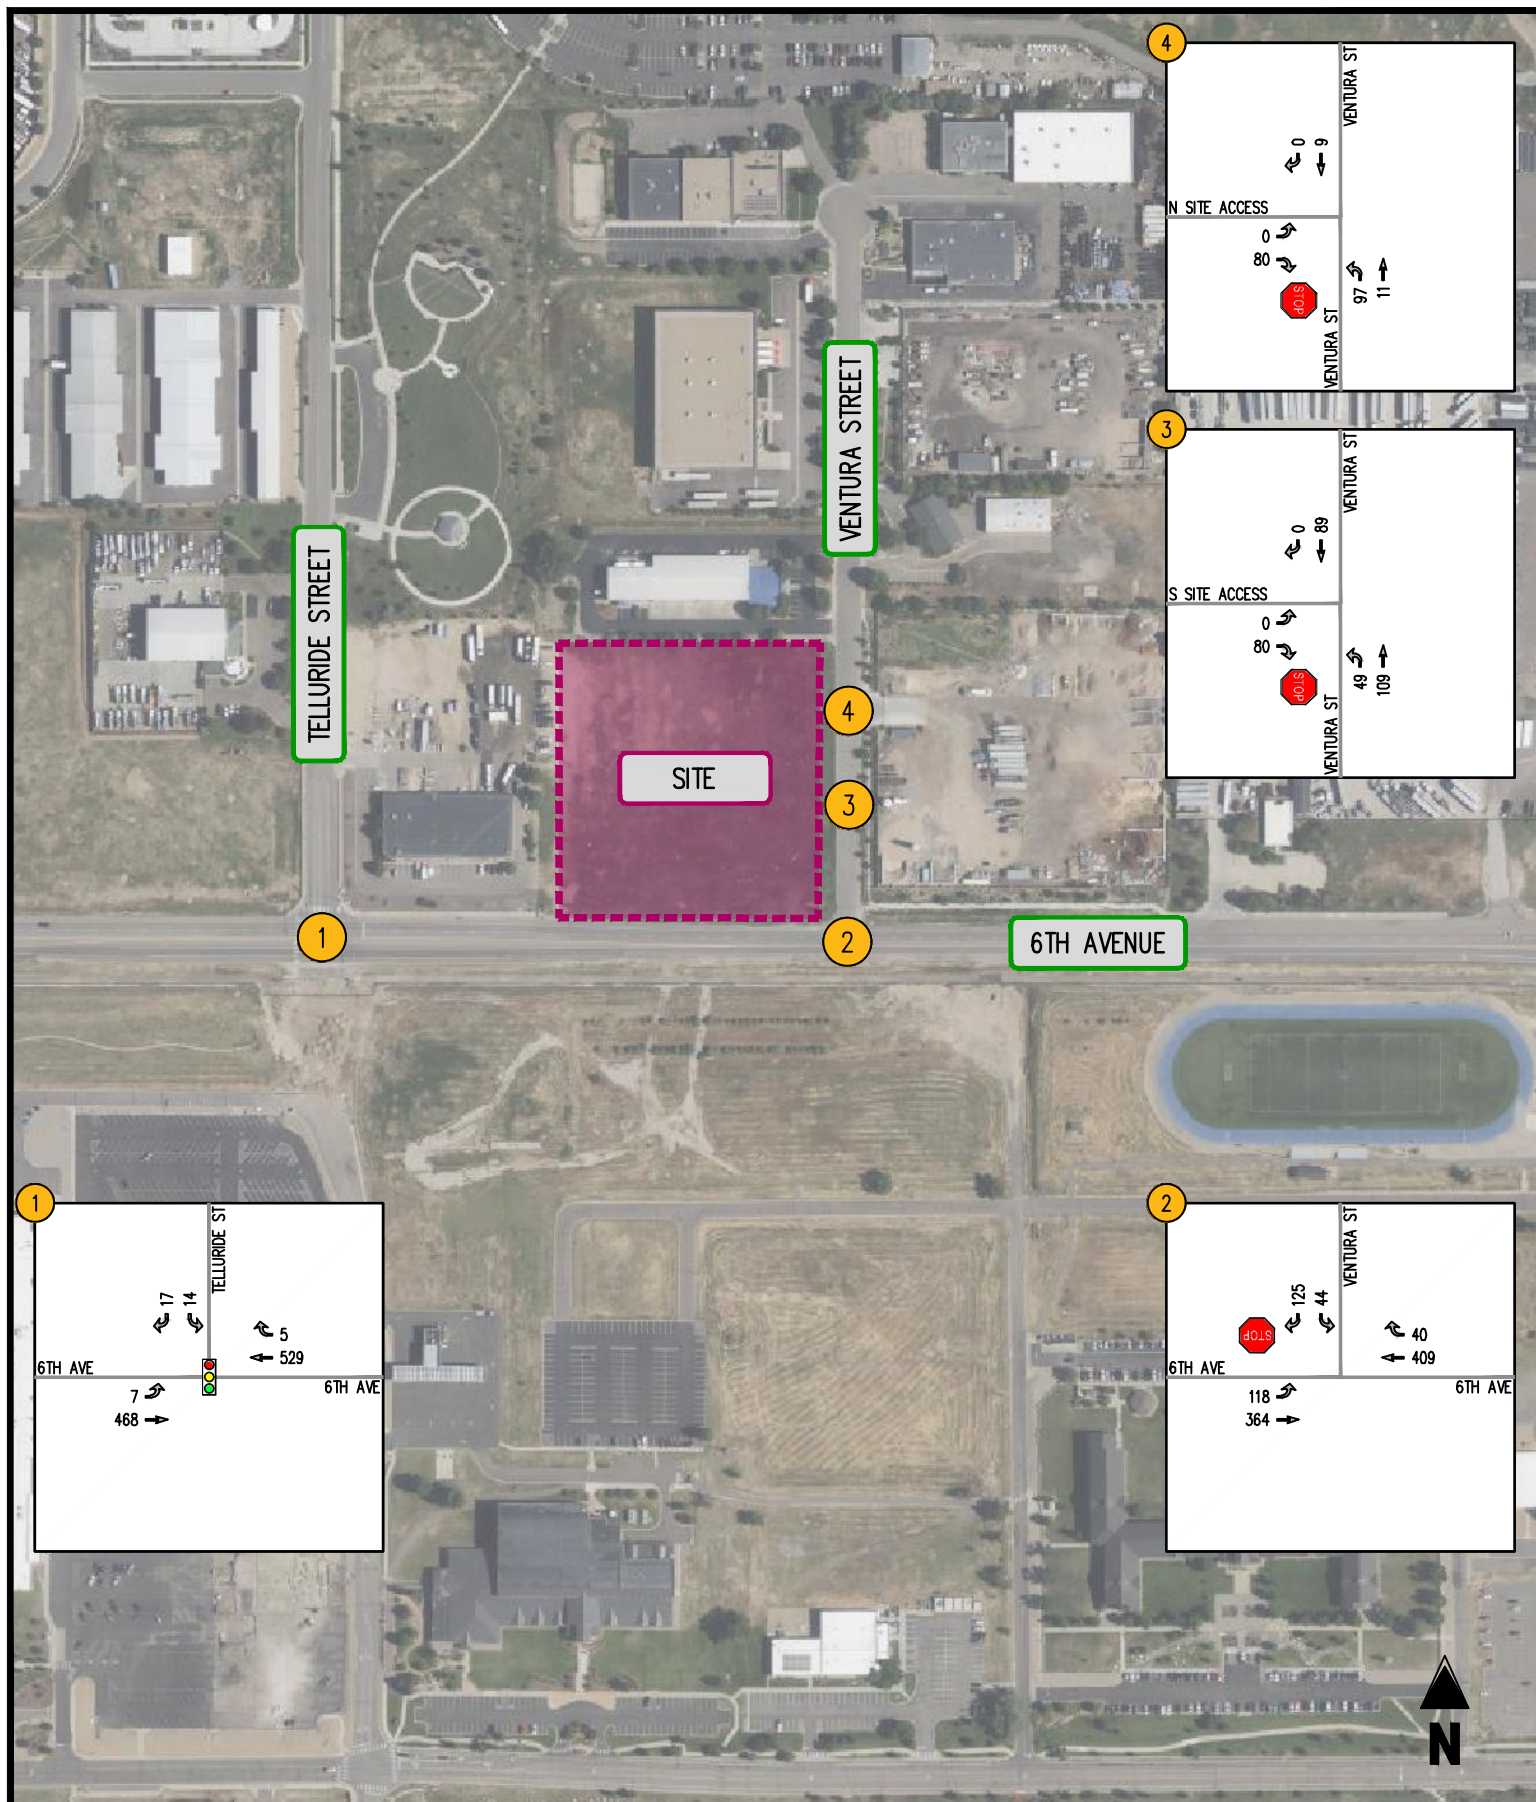 4
VENTURA ST
0
9
N SITE ACCESS
0
80
STOP
97
11
VENTURA ST
3
VENTURA ST
0
89
S SITE ACCESS
0
80
STOP
49
109
VENTURA ST
VENTURA STREET
TELLURIDE STREET
SITE
4
3
1
2
6TH AVENUE
1
TELLURIDE ST
17
14
5
529
6TH AVE
6TH AVE
7
468
2
VENTURA ST
125
44
STOP
40
409
6TH AVE
6TH AVE
118
364
N